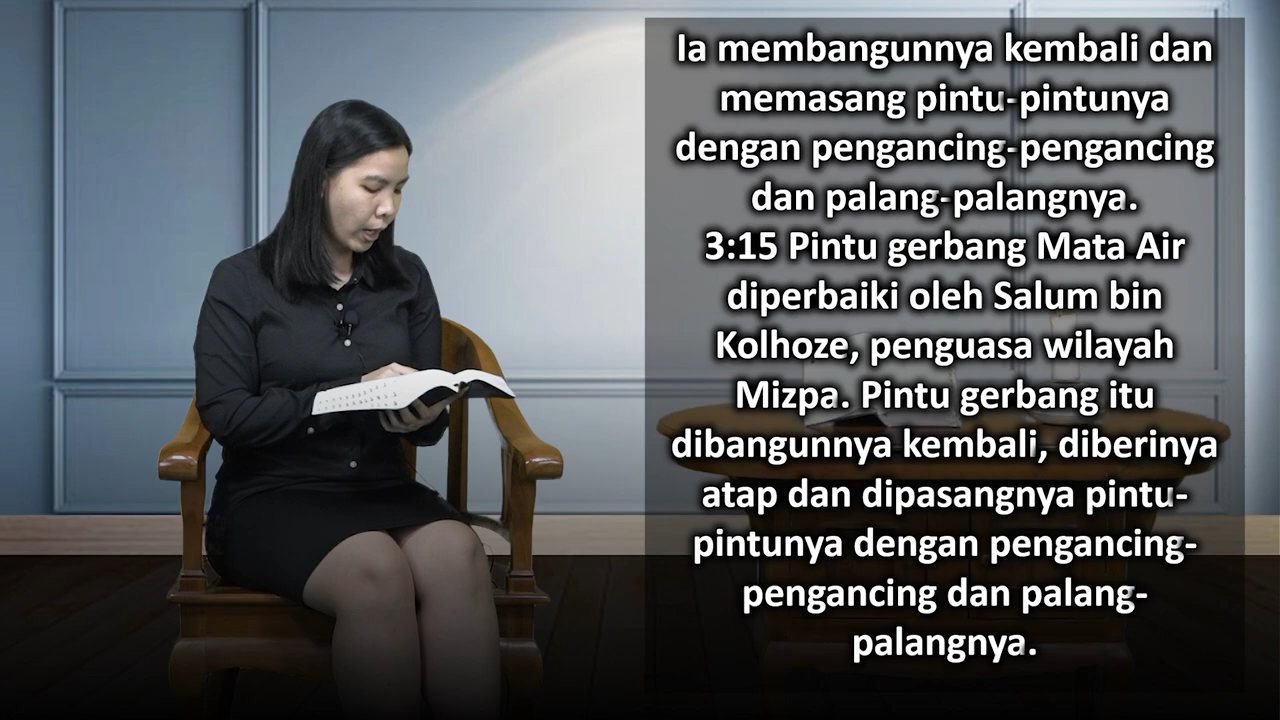 Ia membangunnya kembali dan
memasang pintu-pintunya
dengan pengancing-pengancing
dan palang-palangnya.
3:15 Pintu gerbang Mata Air
diperbaiki oleh Salum bin
Kolhoze, penguasa wilayah
Mizpa. Pintu gerbang itu
dibangunnya kembali, diberinya
atap dan dipasangnya pintu-
pintunya dengan pengancing-
pengancing dan palang-
palangnya.